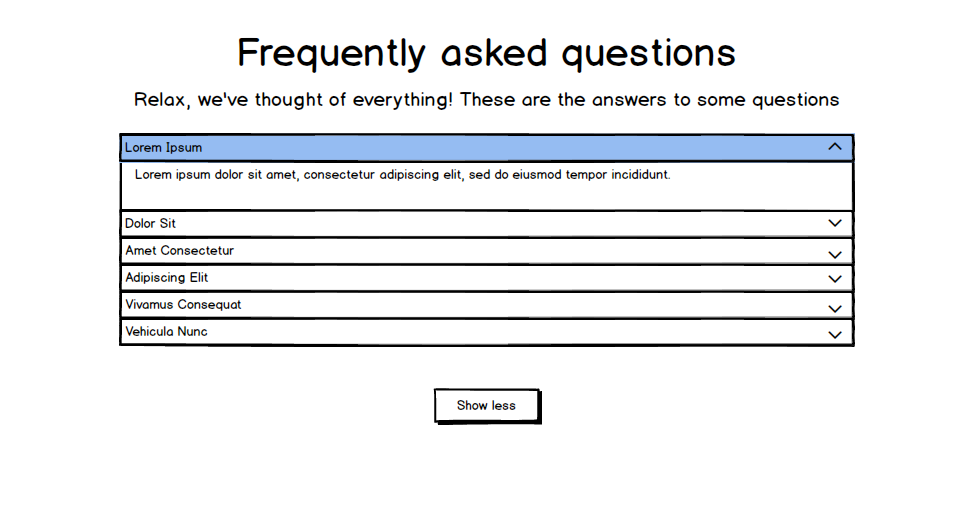 Frequently asked questions
Relax, we've thought of everything! These are the answers to some questions
Lorem Ipsum
Lorem ipsum dolor sit amet, consectetur adipiscing elit, sed do eiusmod tempor incididunt.
Dolor Sit
Amet Consectetur
Adipiscing Elit
Vivamus Consequat
Vehicula Nunc
Show less